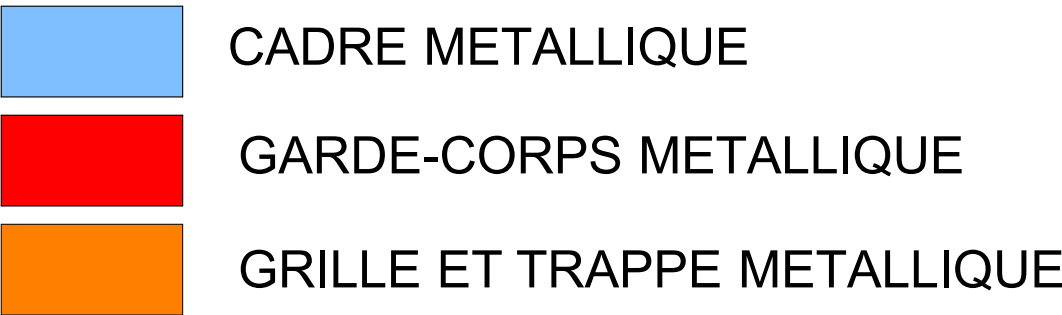 CADRE METALLIQUE
GARDE-CORPS METALLIQUE
GRILLE ET TRAPPE METALLIQUE